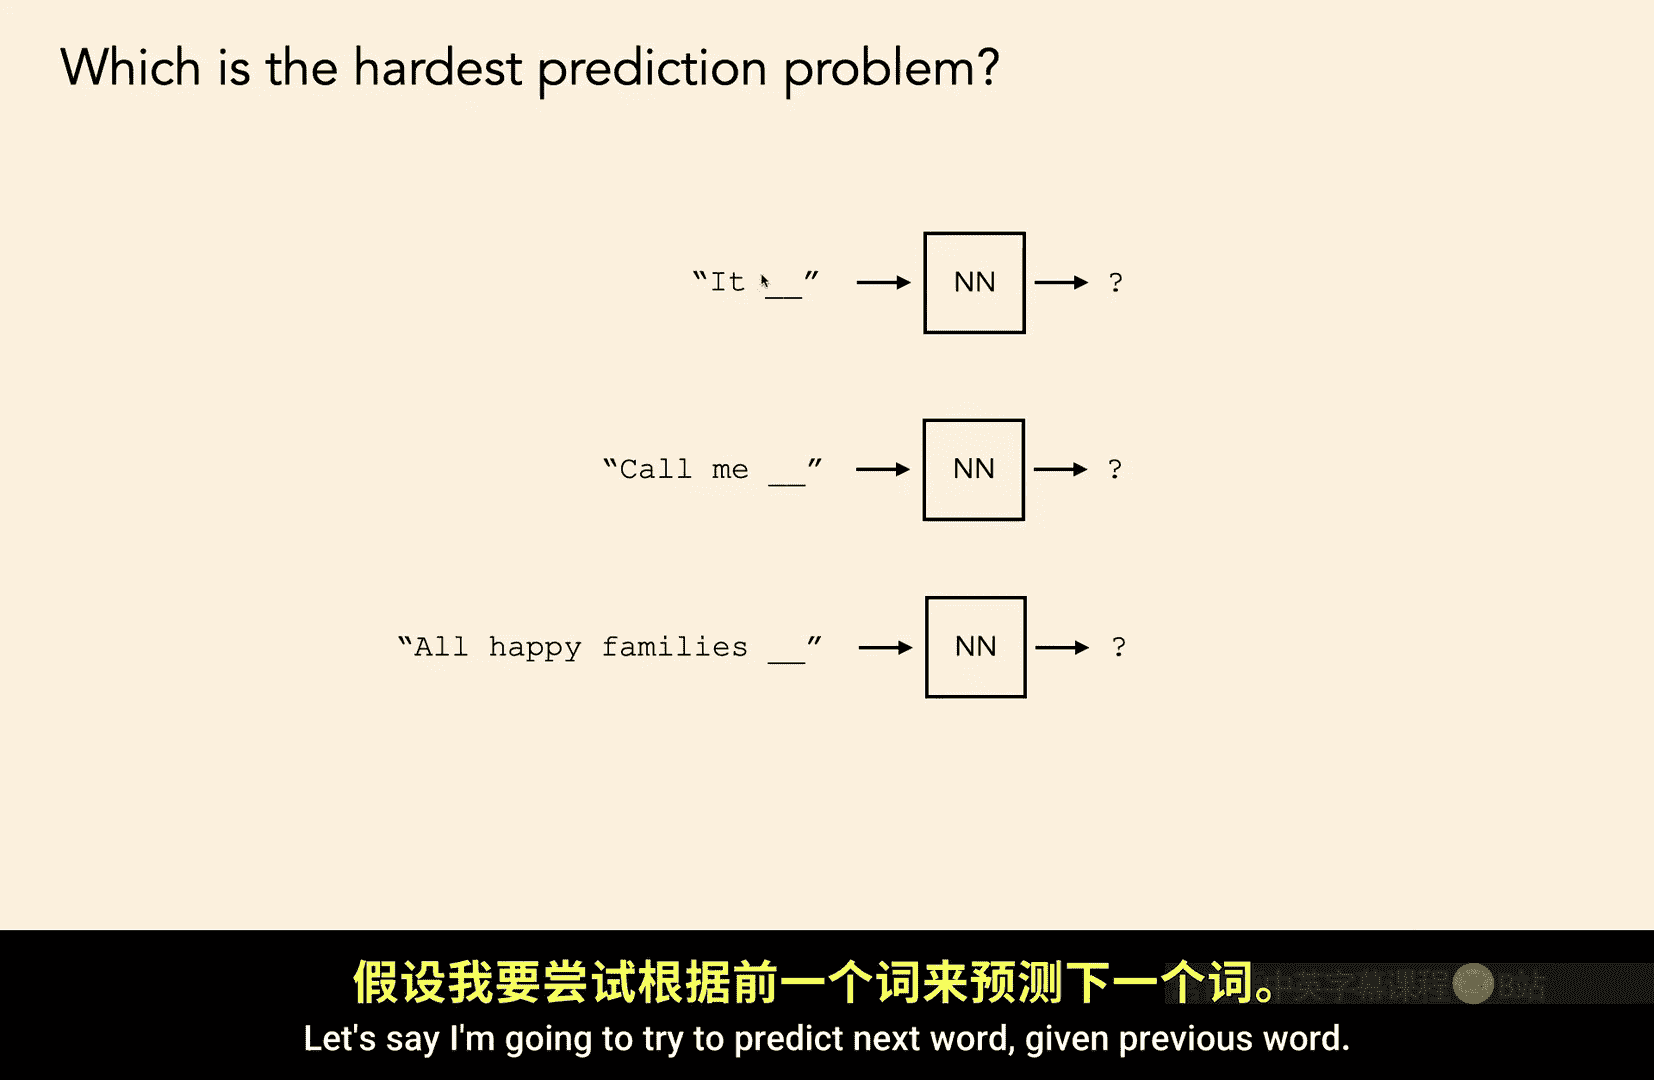 Which is the hardest prediction problem?
“It __” NN ?
“Call me __” NN ?
“All happy families __” NN ?
假设我要尝试根据前一个词来预测下一个词。
Let's say I'm going to try to predict next word, given previous word.